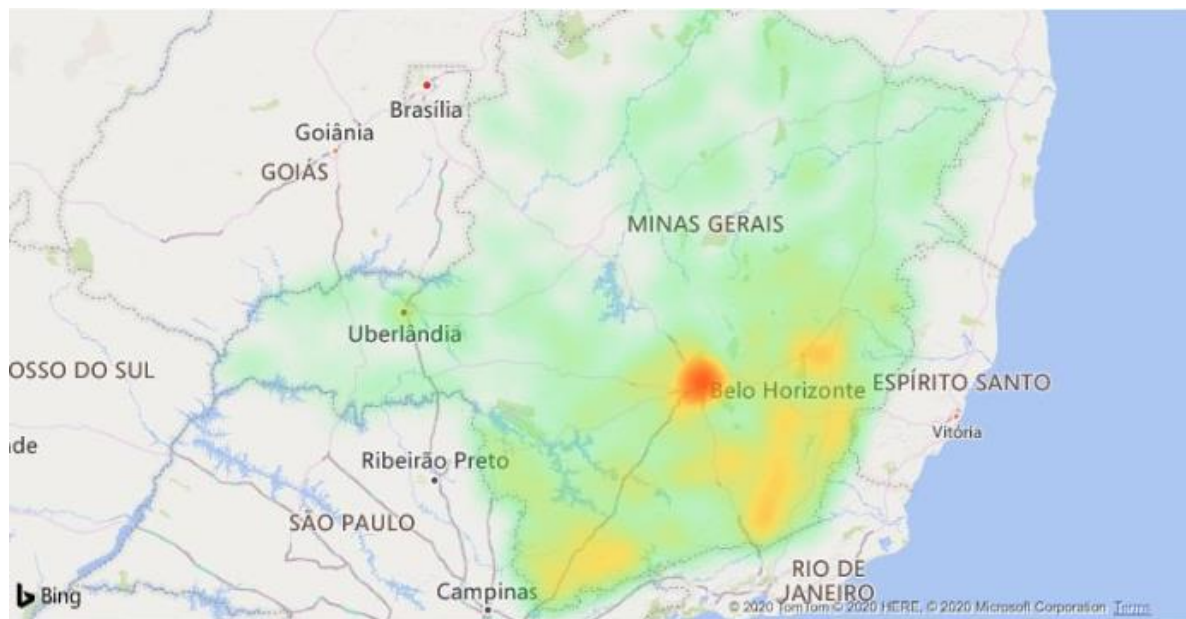 Brasília
Goiânia
GOIÁS
MINAS GERAIS
Uberlândia
OSSO DO SUL
Belo Horizonte
ESPÍRITO SANTO
Vitória
de
Ribeirão Preto
SÃO PAULO
RIO DE
JANEIRO
Campinas
Bing
© 2020 TomTom © 2020 HERE, © 2020 Microsoft Corporation Terms